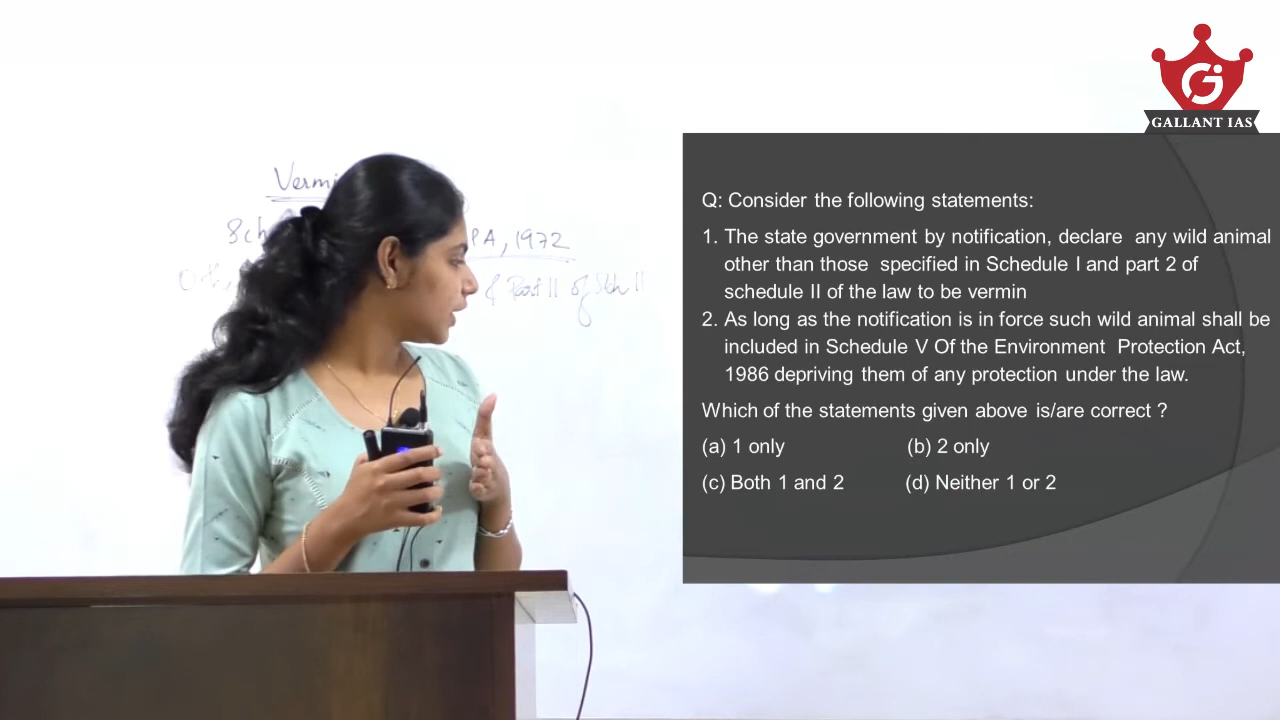 GALLANT IAS
Vermi
Sch
PA, 1972
Oth
& Part II of Sch II
Q: Consider the following statements:
1. The state government by notification, declare any wild animal
other than those specified in Schedule I and part 2 of
schedule II of the law to be vermin
2. As long as the notification is in force such wild animal shall be
included in Schedule V Of the Environment Protection Act,
1986 depriving them of any protection under the law.
Which of the statements given above is/are correct ?
(a) 1 only (b) 2 only
(c) Both 1 and 2 (d) Neither 1 or 2